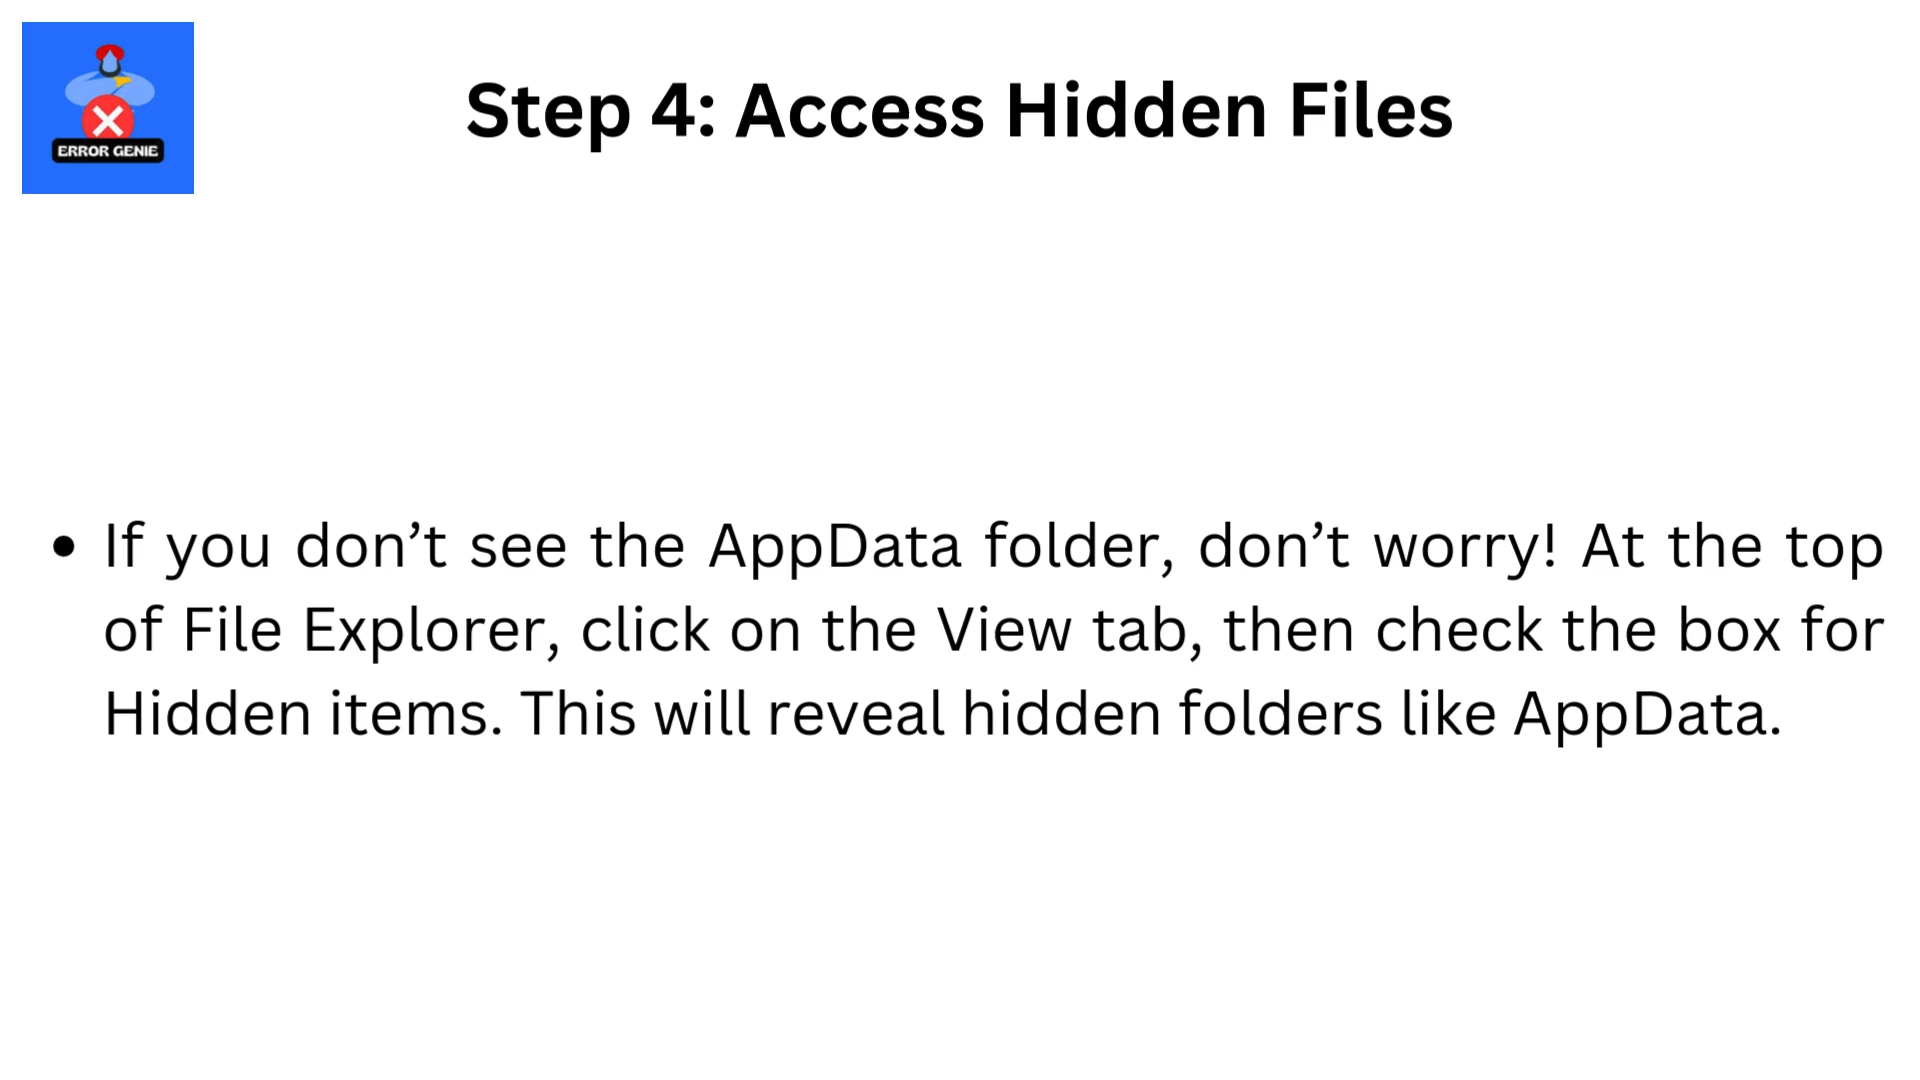 ERROR GENIE
Step 4: Access Hidden Files
• If you don’t see the AppData folder, don’t worry! At the top
of File Explorer, click on the View tab, then check the box for
Hidden items. This will reveal hidden folders like AppData.